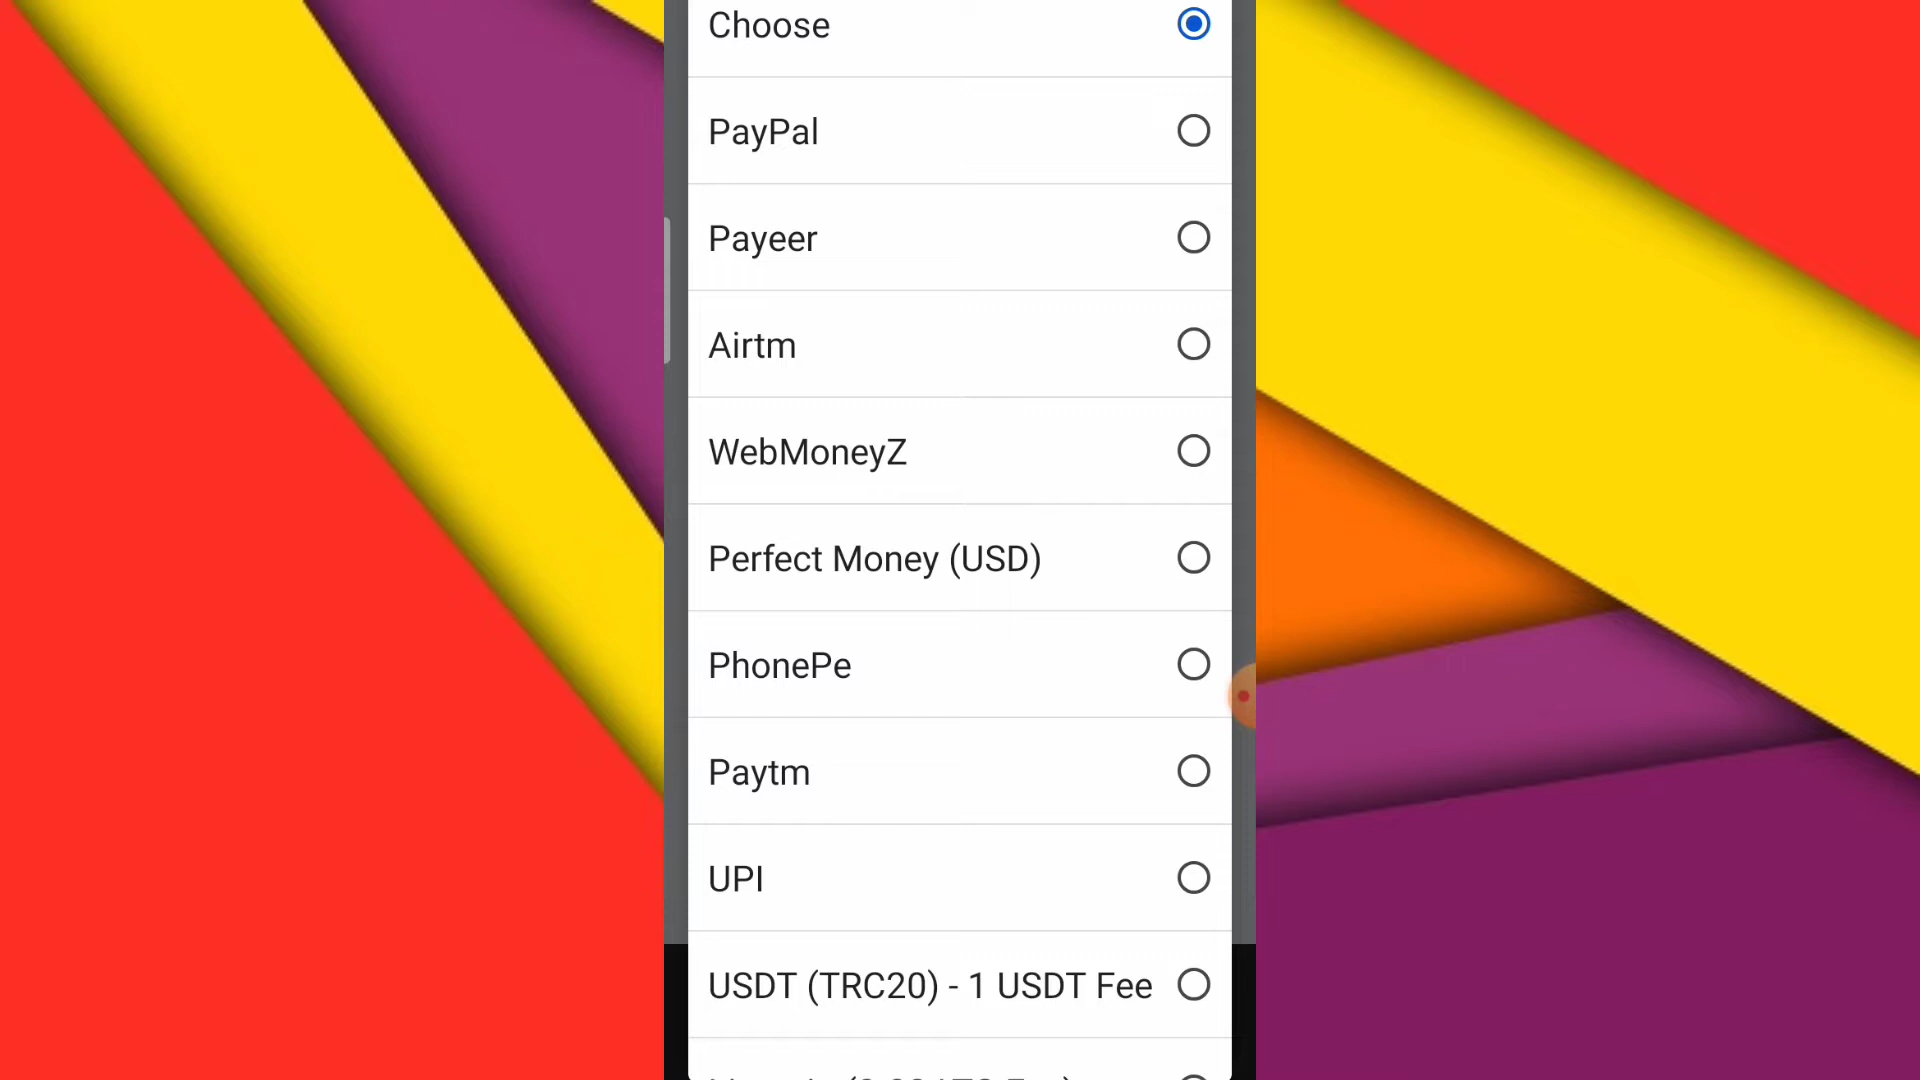 Choose
PayPal
Payeer
Airtm
WebMoneyZ
Perfect Money (USD)
PhonePe
Paytm
UPI
USDT (TRC20) - 1 USDT Fee